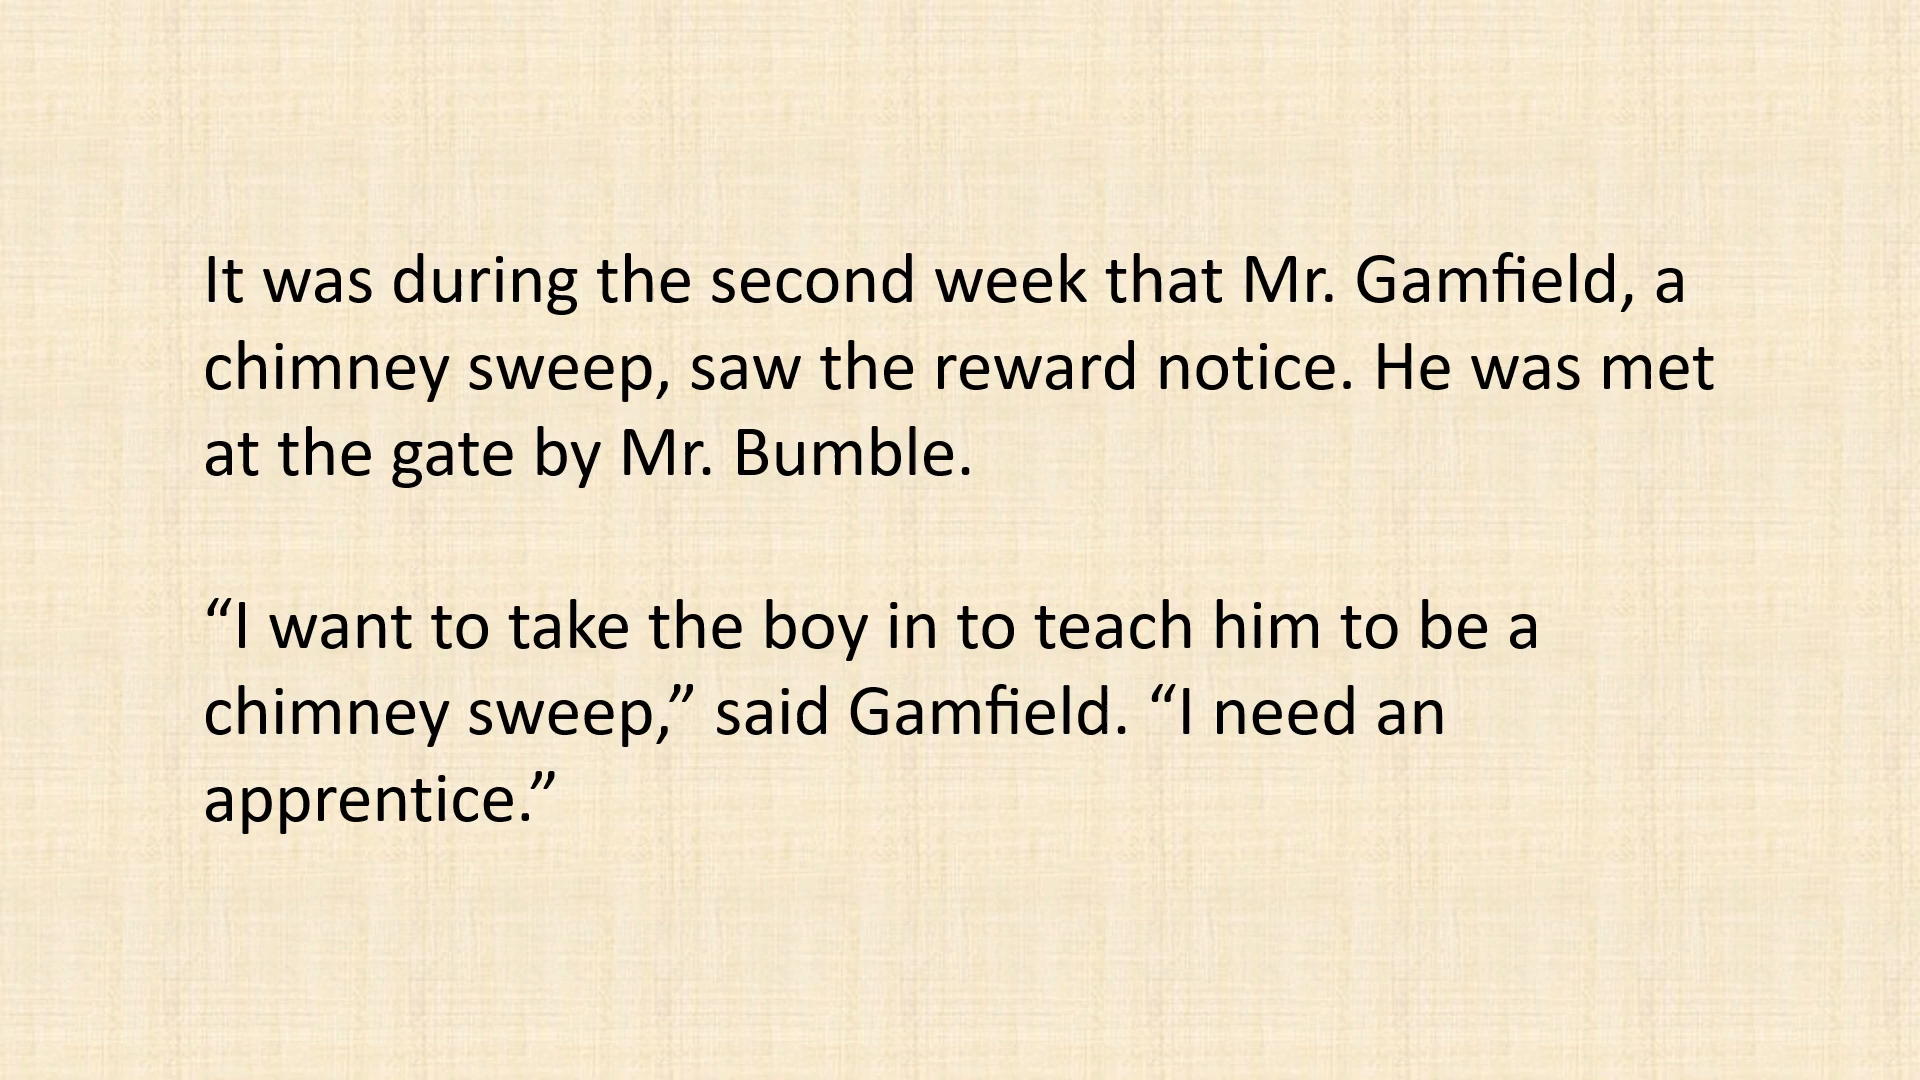 It was during the second week that Mr. Gamfield, a
chimney sweep, saw the reward notice. He was met
at the gate by Mr. Bumble.
“I want to take the boy in to teach him to be a
chimney sweep,” said Gamfield. “I need an
apprentice.”